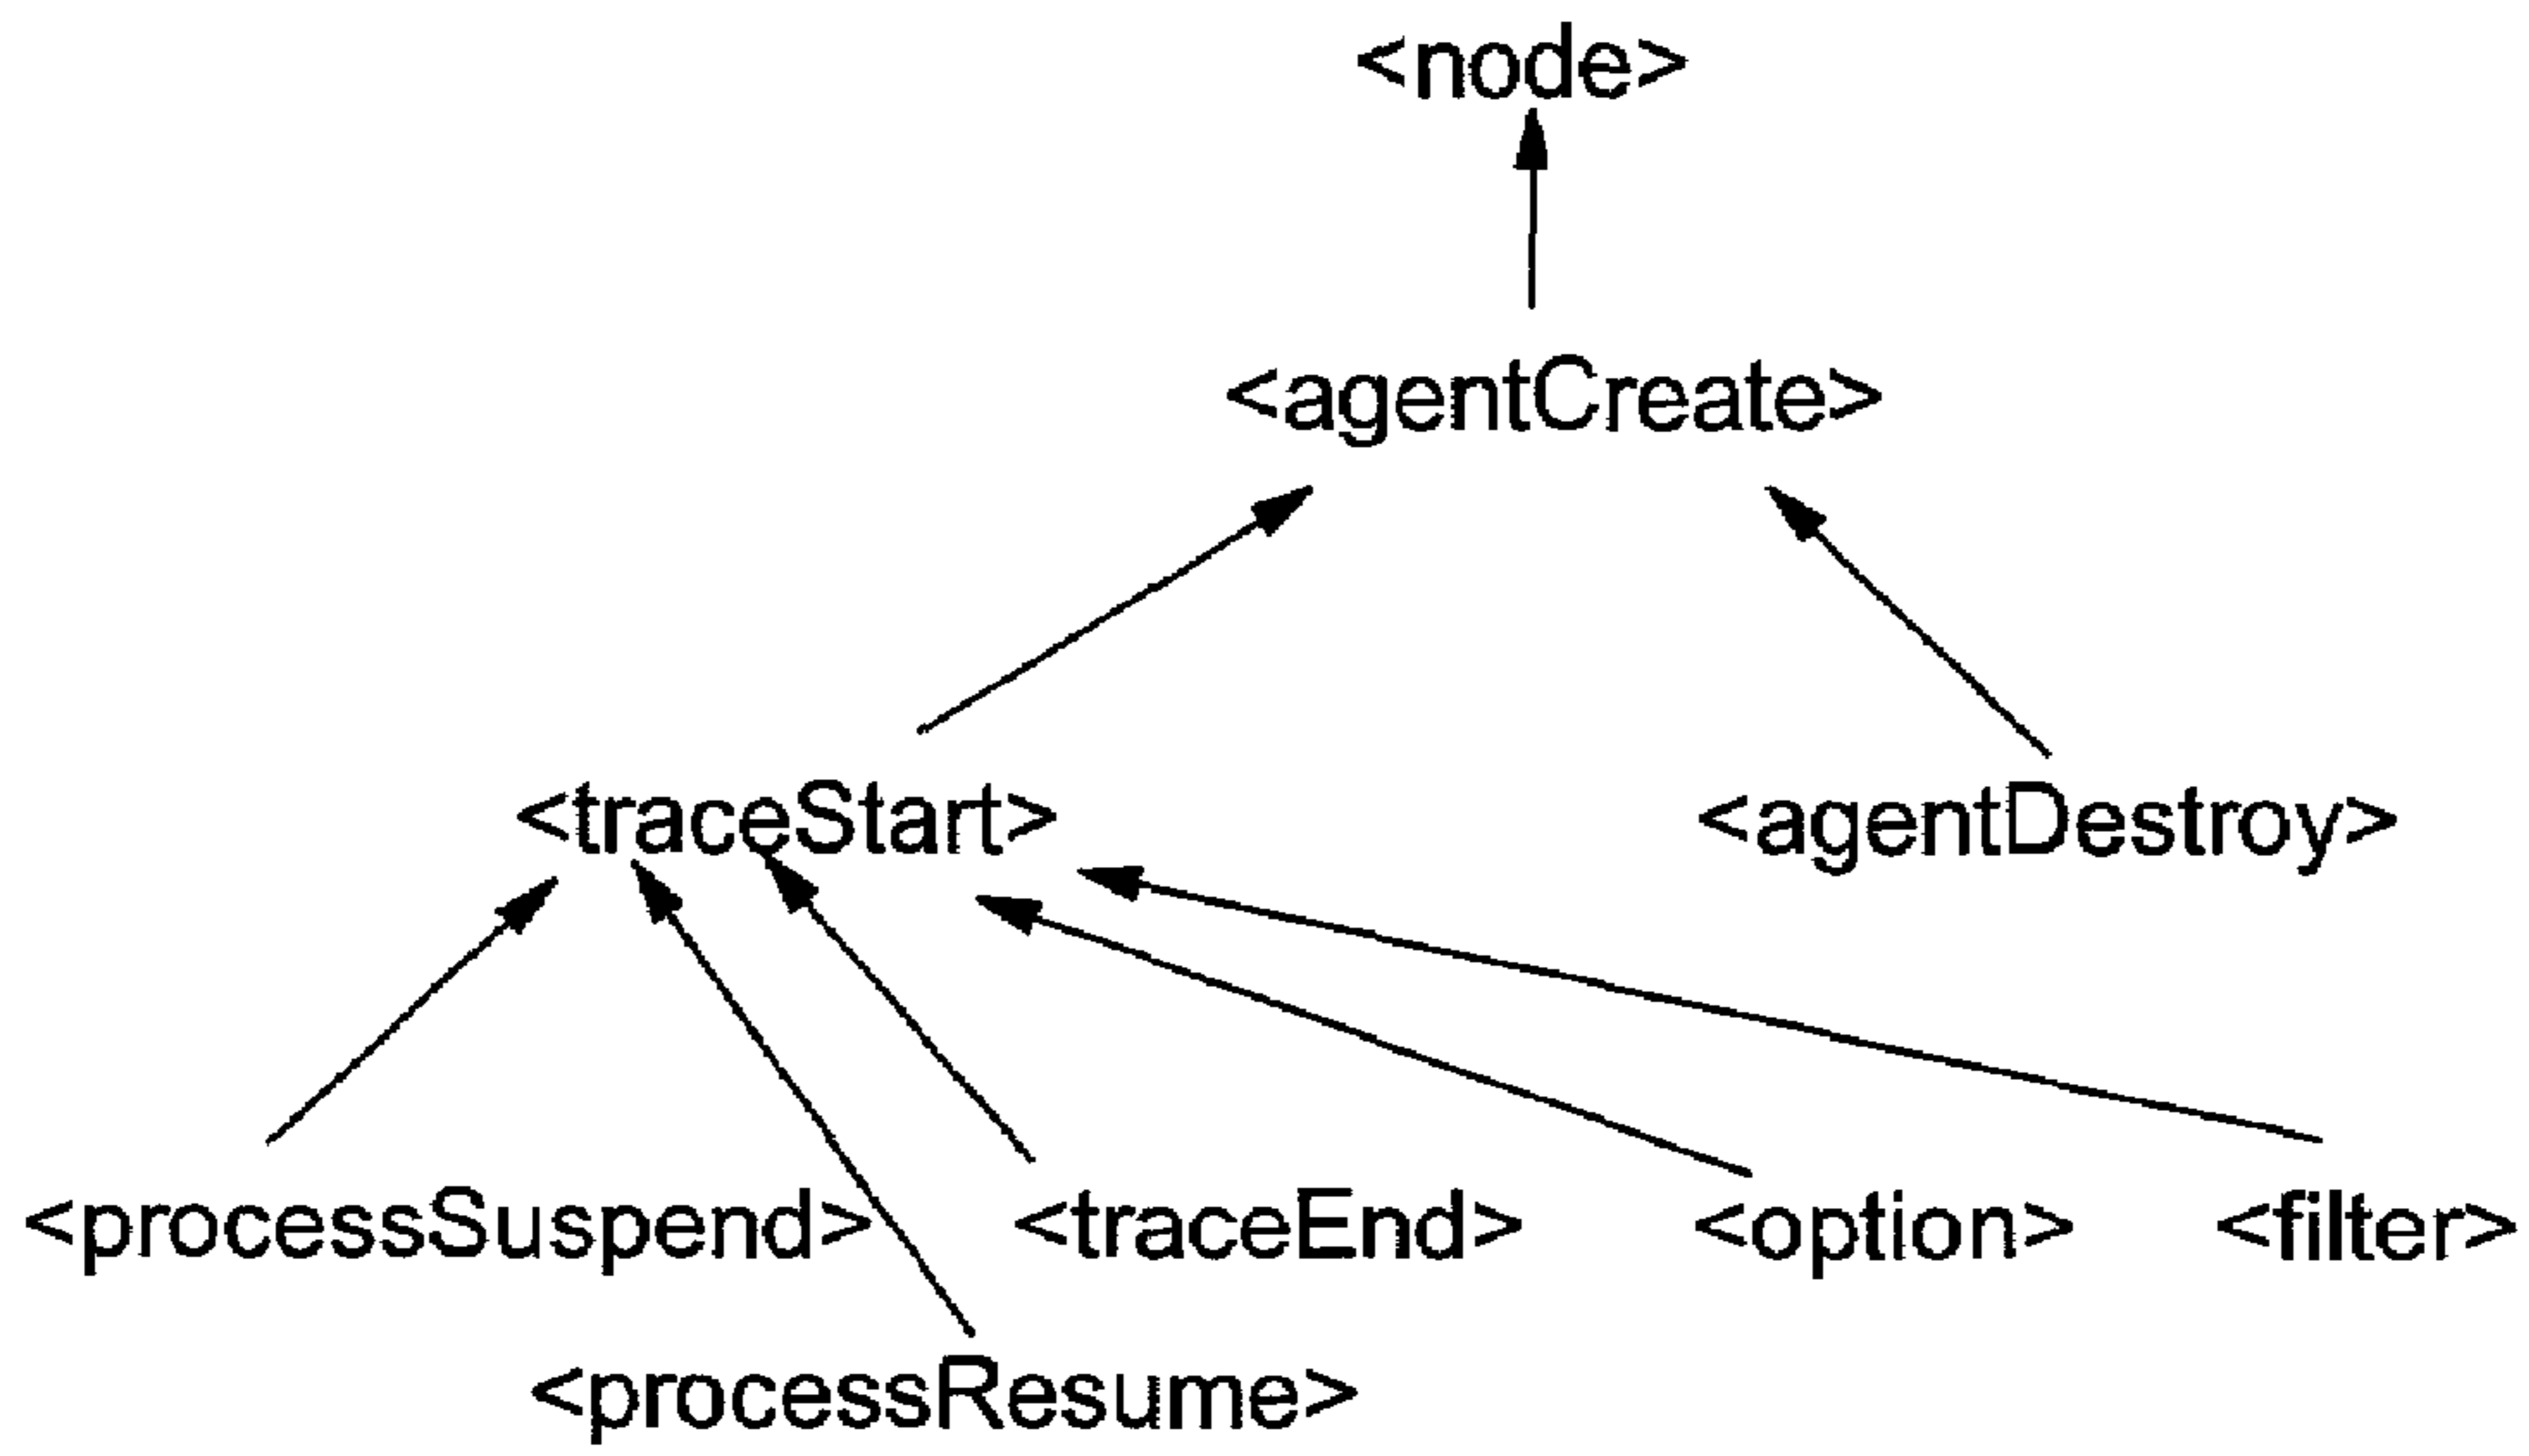 <node>
<agentCreate>
<traceStart> <agentDestroy>
<processSuspend> <traceEnd> <option> <filter>
<processResume>